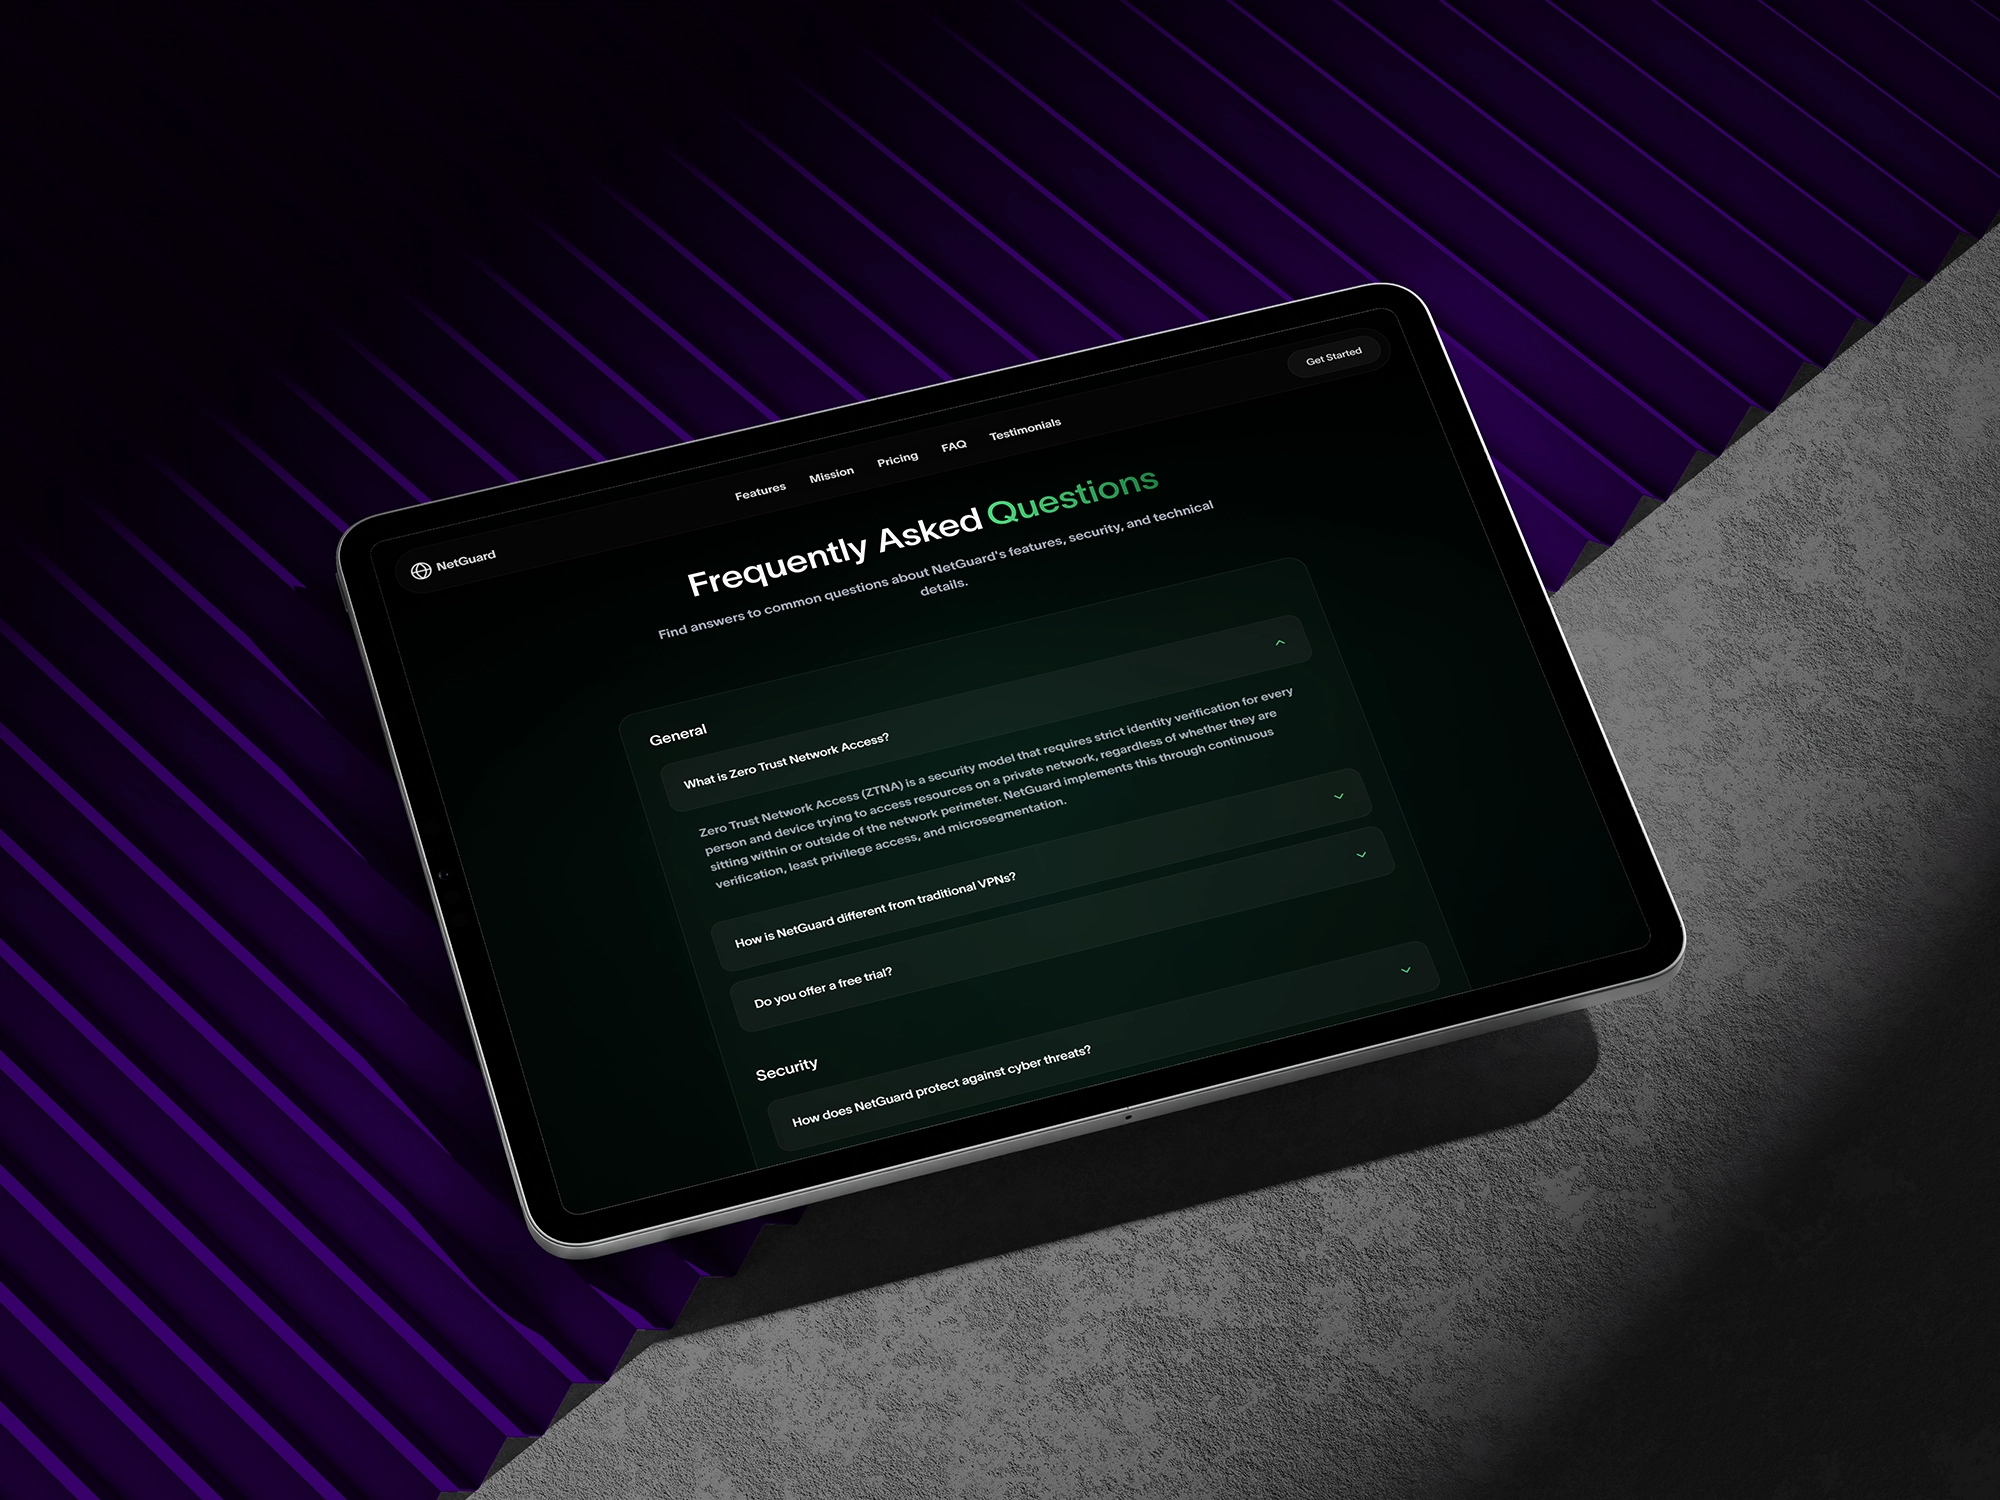 NetGuard
Features
Mission
Pricing
FAQ
Testimonials
Get Started
Frequently Asked Questions
Find answers to common questions about NetGuard's features, security, and technical
details.
General
What is Zero Trust Network Access?
Zero Trust Network Access (ZTNA) is a security model that requires strict identity verification for every
person and device trying to access resources on a private network, regardless of whether they are
sitting within or outside of the network perimeter. NetGuard implements this through continuous
verification, least privilege access, and microsegmentation.
How is NetGuard different from traditional VPNs?
Do you offer a free trial?
Security
How does NetGuard protect against cyber threats?